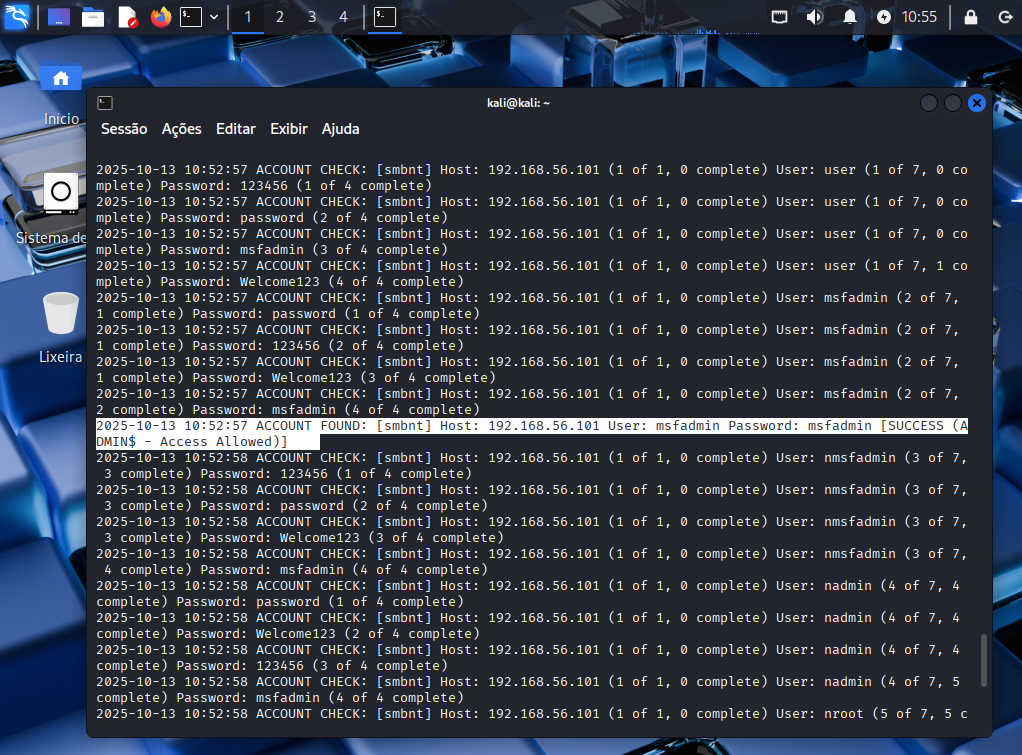 1
2
3
4
10:55
Início
Sistema de
Lixeira
kali@kali: ~
Sessão Ações Editar Exibir Ajuda
2025-10-13 10:52:57 ACCOUNT CHECK: [smbnt] Host: 192.168.56.101 (1 of 1, 0 complete) User: user (1 of 7, 0 co
mplete) Password: 123456 (1 of 4 complete)
2025-10-13 10:52:57 ACCOUNT CHECK: [smbnt] Host: 192.168.56.101 (1 of 1, 0 complete) User: user (1 of 7, 0 co
mplete) Password: password (2 of 4 complete)
2025-10-13 10:52:57 ACCOUNT CHECK: [smbnt] Host: 192.168.56.101 (1 of 1, 0 complete) User: user (1 of 7, 0 co
mplete) Password: msfadmin (3 of 4 complete)
2025-10-13 10:52:57 ACCOUNT CHECK: [smbnt] Host: 192.168.56.101 (1 of 1, 0 complete) User: user (1 of 7, 1 co
mplete) Password: Welcome123 (4 of 4 complete)
2025-10-13 10:52:57 ACCOUNT CHECK: [smbnt] Host: 192.168.56.101 (1 of 1, 0 complete) User: msfadmin (2 of 7,
1 complete) Password: password (1 of 4 complete)
2025-10-13 10:52:57 ACCOUNT CHECK: [smbnt] Host: 192.168.56.101 (1 of 1, 0 complete) User: msfadmin (2 of 7,
1 complete) Password: 123456 (2 of 4 complete)
2025-10-13 10:52:57 ACCOUNT CHECK: [smbnt] Host: 192.168.56.101 (1 of 1, 0 complete) User: msfadmin (2 of 7,
1 complete) Password: Welcome123 (3 of 4 complete)
2025-10-13 10:52:57 ACCOUNT CHECK: [smbnt] Host: 192.168.56.101 (1 of 1, 0 complete) User: msfadmin (2 of 7,
2 complete) Password: msfadmin (4 of 4 complete)
2025-10-13 10:52:57 ACCOUNT FOUND: [smbnt] Host: 192.168.56.101 User: msfadmin Password: msfadmin [SUCCESS (A
DMIN$ - Access Allowed)]
2025-10-13 10:52:58 ACCOUNT CHECK: [smbnt] Host: 192.168.56.101 (1 of 1, 0 complete) User: nmsfadmin (3 of 7,
3 complete) Password: 123456 (1 of 4 complete)
2025-10-13 10:52:58 ACCOUNT CHECK: [smbnt] Host: 192.168.56.101 (1 of 1, 0 complete) User: nmsfadmin (3 of 7,
3 complete) Password: password (2 of 4 complete)
2025-10-13 10:52:58 ACCOUNT CHECK: [smbnt] Host: 192.168.56.101 (1 of 1, 0 complete) User: nmsfadmin (3 of 7,
3 complete) Password: Welcome123 (3 of 4 complete)
2025-10-13 10:52:58 ACCOUNT CHECK: [smbnt] Host: 192.168.56.101 (1 of 1, 0 complete) User: nmsfadmin (3 of 7,
4 complete) Password: msfadmin (4 of 4 complete)
2025-10-13 10:52:58 ACCOUNT CHECK: [smbnt] Host: 192.168.56.101 (1 of 1, 0 complete) User: nadmin (4 of 7, 4
complete) Password: password (1 of 4 complete)
2025-10-13 10:52:58 ACCOUNT CHECK: [smbnt] Host: 192.168.56.101 (1 of 1, 0 complete) User: nadmin (4 of 7, 4
complete) Password: Welcome123 (2 of 4 complete)
2025-10-13 10:52:58 ACCOUNT CHECK: [smbnt] Host: 192.168.56.101 (1 of 1, 0 complete) User: nadmin (4 of 7, 4
complete) Password: 123456 (3 of 4 complete)
2025-10-13 10:52:58 ACCOUNT CHECK: [smbnt] Host: 192.168.56.101 (1 of 1, 0 complete) User: nadmin (4 of 7, 5
complete) Password: msfadmin (4 of 4 complete)
2025-10-13 10:52:58 ACCOUNT CHECK: [smbnt] Host: 192.168.56.101 (1 of 1, 0 complete) User: nroot (5 of 7, 5 c